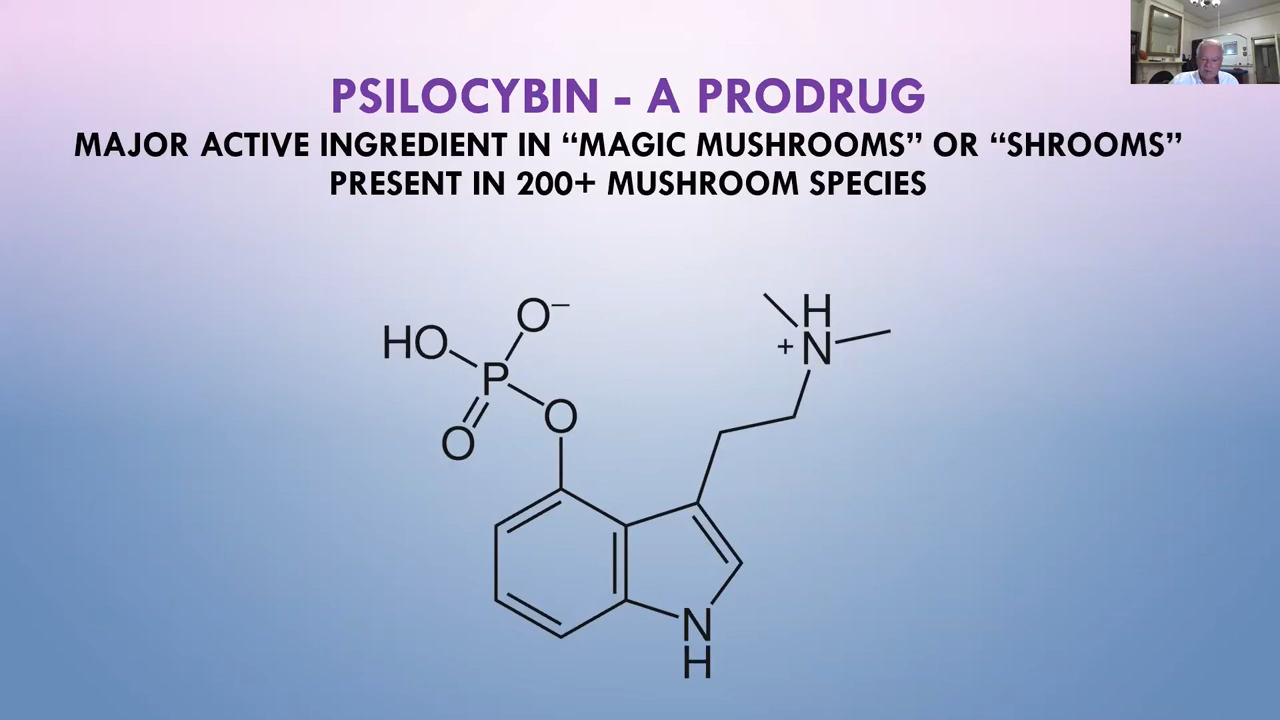 PSILOCYBIN - A PRODRUG
MAJOR ACTIVE INGREDIENT IN “MAGIC MUSHROOMS” OR “SHROOMS”
PRESENT IN 200+ MUSHROOM SPECIES
O−
HO
P
O
O
H
+ N
N
H